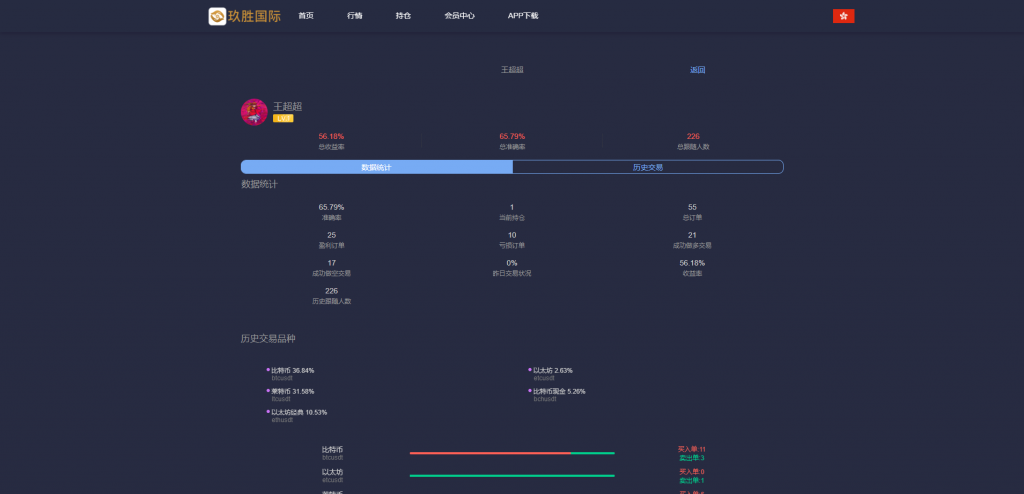 玖胜国际 首页 行情 持仓 会员中心 APP下载
王超超 返回
王超超
56.18% 65.79% 226
总收益率 总准确率 总跟随人数
数据统计 历史交易
数据统计
65.79% 1 55
准确率 当前持仓 总订单
25 10 21
盈利订单 亏损订单 成功做多交易
17 0% 56.18%
成功做空交易 昨日交易状况 收益率
226
历史跟随人数
历史交易品种
比特币 36.84% 以太坊 2.63%
btcusdt etcusdt
莱特币 31.58% 比特币现金 5.26%
ltcusdt bchusdt
以太坊经典 10.53%
ethusdt
比特币 买入单:11
btcusdt 卖出单:3
以太坊 买入单:0
etcusdt 卖出单:1